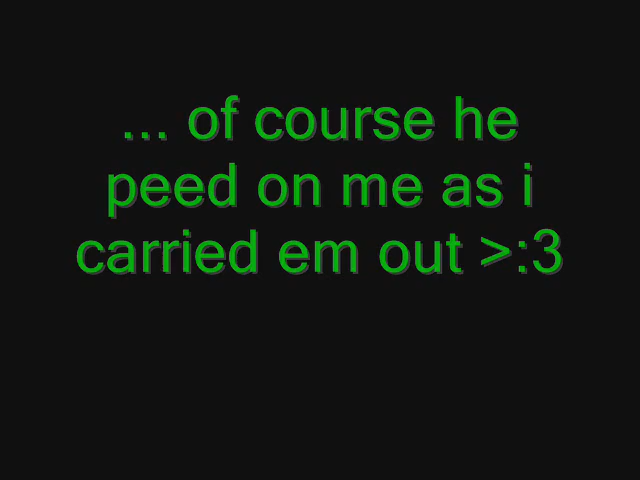 ... of course he
peed on me as i
carried em out >:3